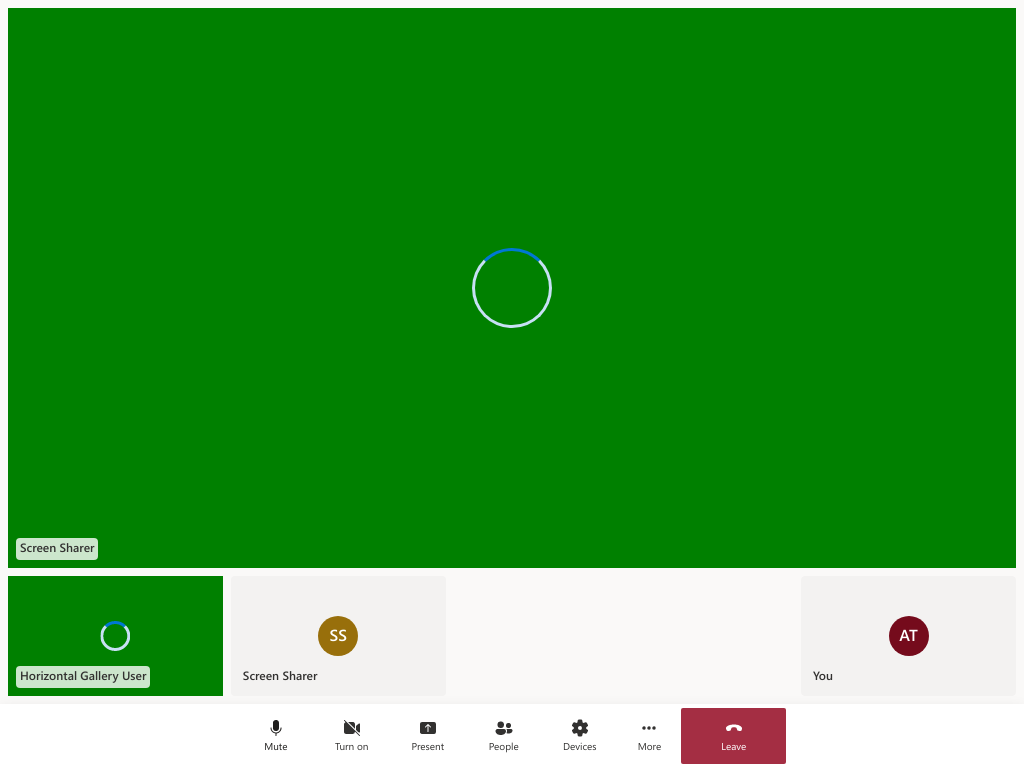 Screen Sharer
Horizontal Gallery User
SS
Screen Sharer
AT
You
Mute
Turn on
Present
People
Devices
More
Leave